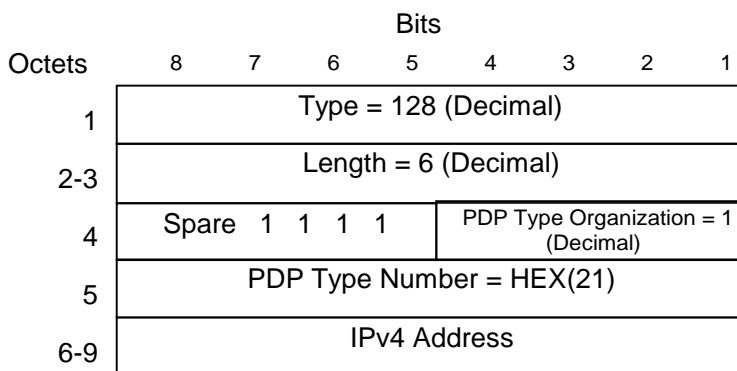 Bits
Octets 8 7 6 5 4 3 2 1
1 Type = 128 (Decimal)
2-3 Length = 6 (Decimal)
4 Spare 1 1 1 1 PDP Type Organization = 1
(Decimal)
5 PDP Type Number = HEX(21)
6-9 IPv4 Address